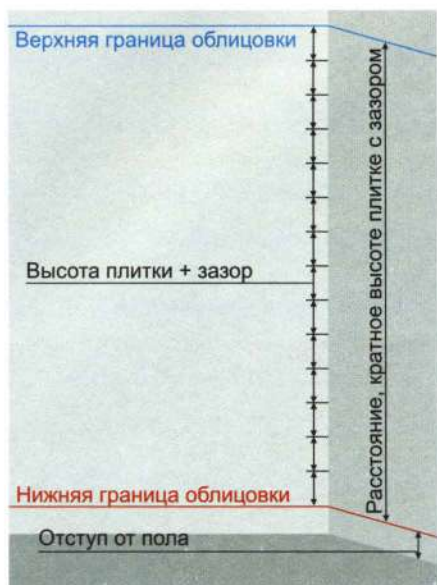 Верхняя граница облицовки
Расстояние, кратное высоте плитке с зазором
Высота плитки + зазор
Нижняя граница облицовки
Отступ от пола